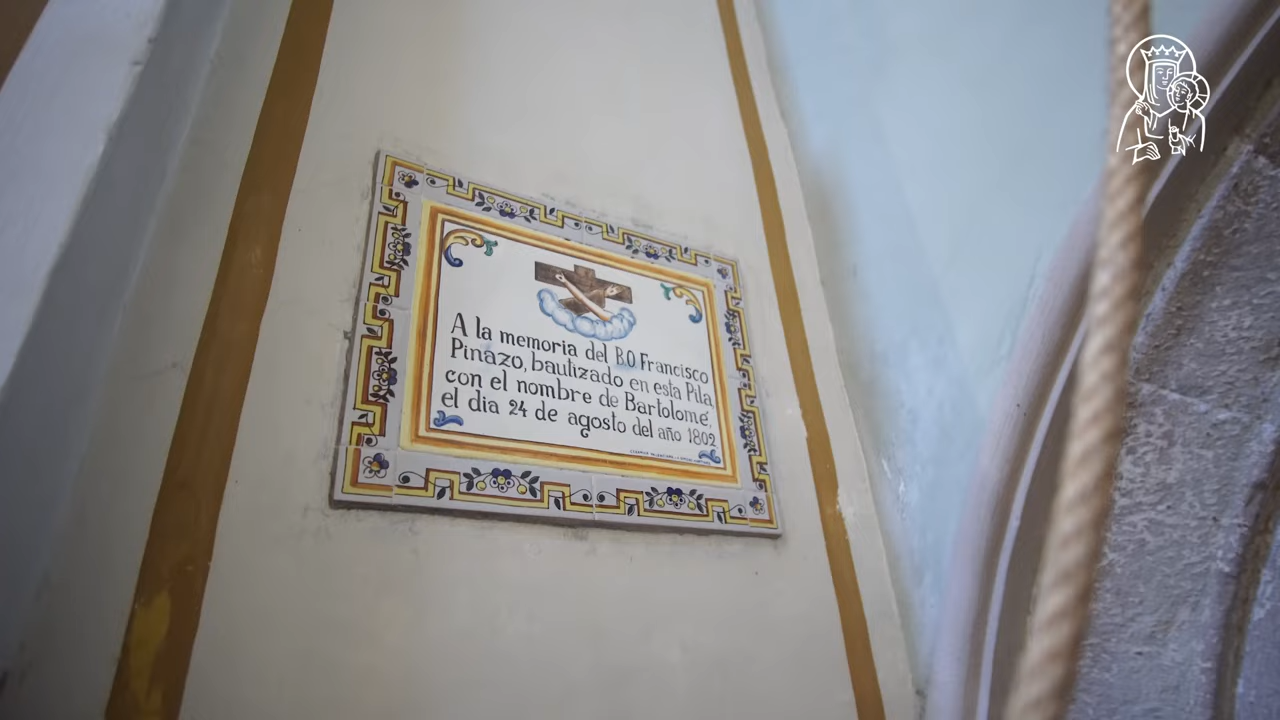 A la memoria del B.O Francisco
Pinazo, bautizado en esta Pila
con el nombre de Bartolomé,
el dia 24 de agosto del año 1802